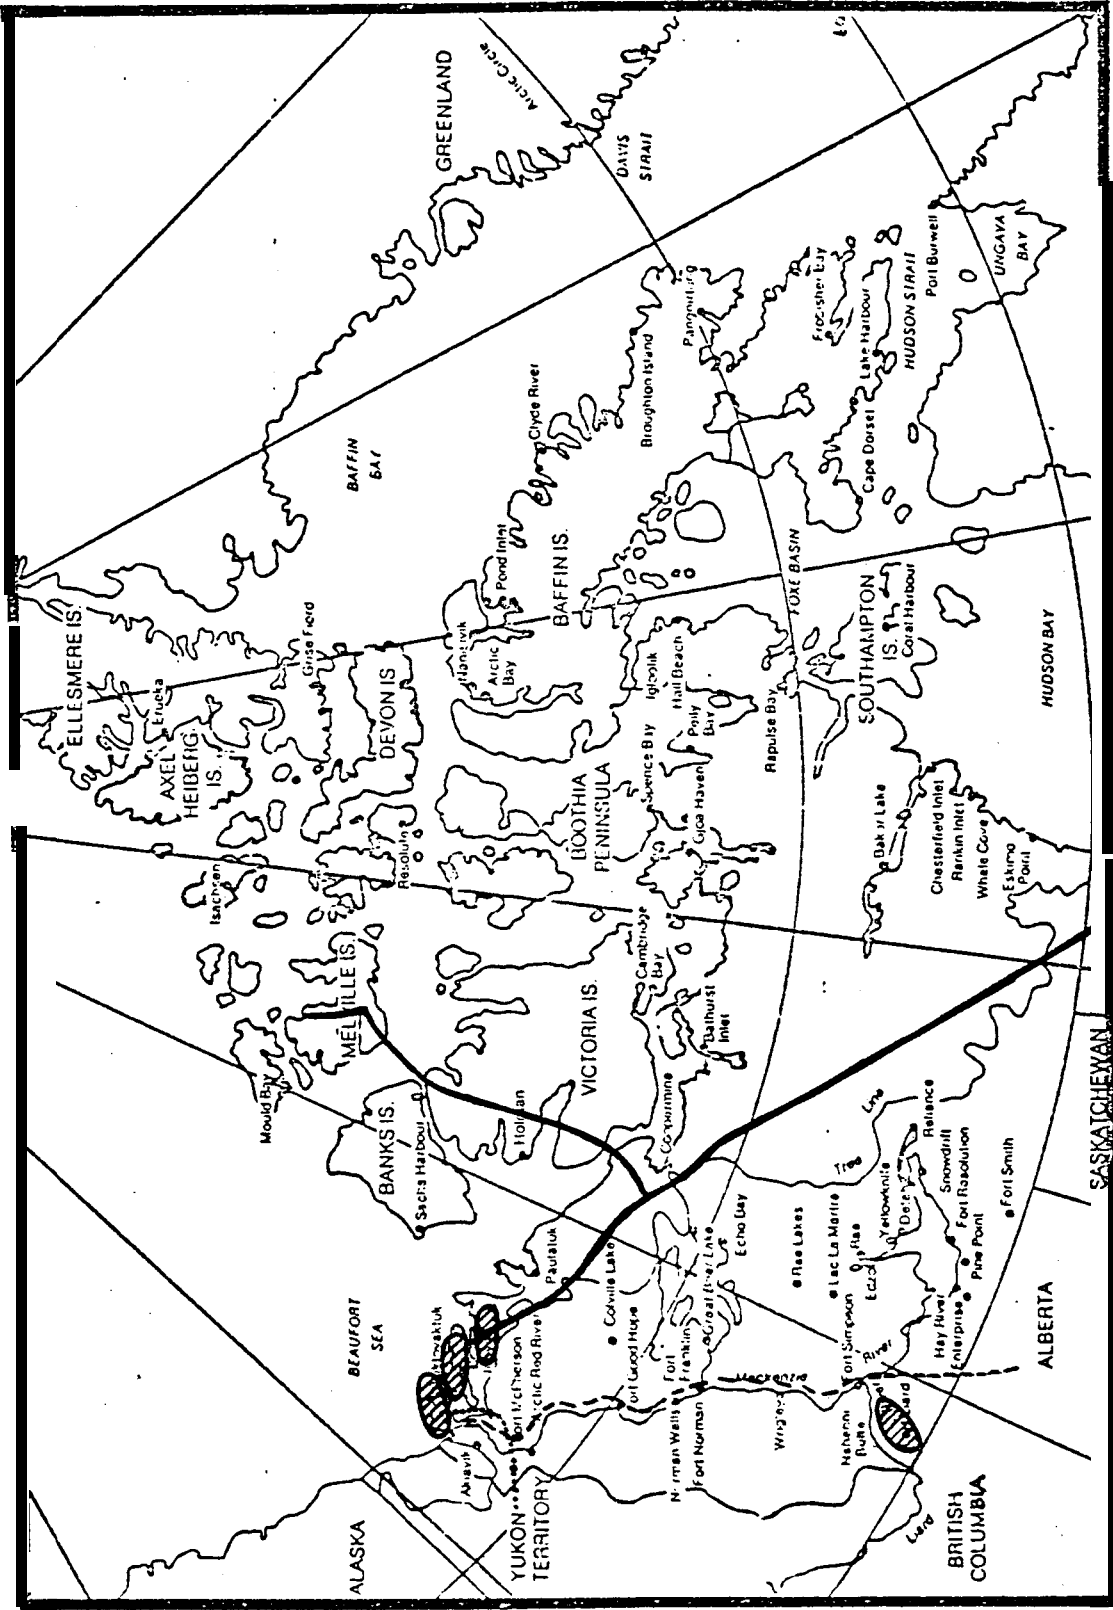 GREENLAND
Arctic Circle
DAVIS
STRAIT
BAFFIN
BAY
ELLESMERE IS.
Eureka
AXEL
HEIBERG
IS.
Grise Fiord
DEVON IS
Resolute
Isachsen
MELVILLE IS.
Mould Bay
BANKS IS.
Sachs Harbour
BEAUFORT
SEA
Holman
VICTORIA IS.
Cambridge
Bay
Bathurst
Inlet
Coppermine
BOOTHIA
PENINSULA
Spence Bay
Gjoa Haven
Pelly
Bay
Igloolik
Hall Beach
Repulse Bay
Nanisivik
Arctic
Bay
Pond Inlet
BAFFIN IS.
Clyde River
Broughton Island
Pangnirtung
Frobisher Bay
Lake Harbour
Cape Dorset
HUDSON STRAIT
Port Burwell
UNGAVA
BAY
FOXE BASIN
SOUTHAMPTON
IS.
Coral Harbour
HUDSON BAY
Baker Lake
Chesterfield Inlet
Rankin Inlet
Whale Cove
Eskimo
Point
Tree
Line
Reliance
Snowdrift
Fort Resolution
Pine Point
Fort Smith
Yellowknife
Rae
Lac La Martre
Rae Lakes
Echo Bay
Great Bear Lake
Colville Lake
Paulatuk
Fort Good Hope
Fort
Franklin
Norman Wells
Fort Norman
Wrigley
Mackenzie
River
Fort Simpson
Hay River
Enterprise
Nahanni
Butte
Liard
Fort McPherson
Arctic Red River
Aklavik
ALASKA
YUKON
TERRITORY
BRITISH
COLUMBIA
ALBERTA
SASKATCHEWAN